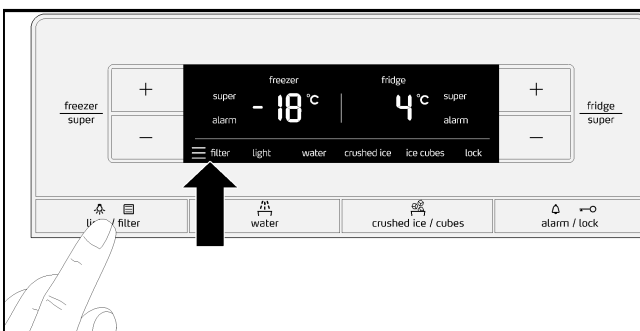 freezer
fridge
super
-18 °C
4 °C
super
alarm
alarm
freezer
super
+
-
+
-
fridge
super
filter light water crushed ice ice cubes lock
/ filter
water
crushed ice / cubes
alarm / lock